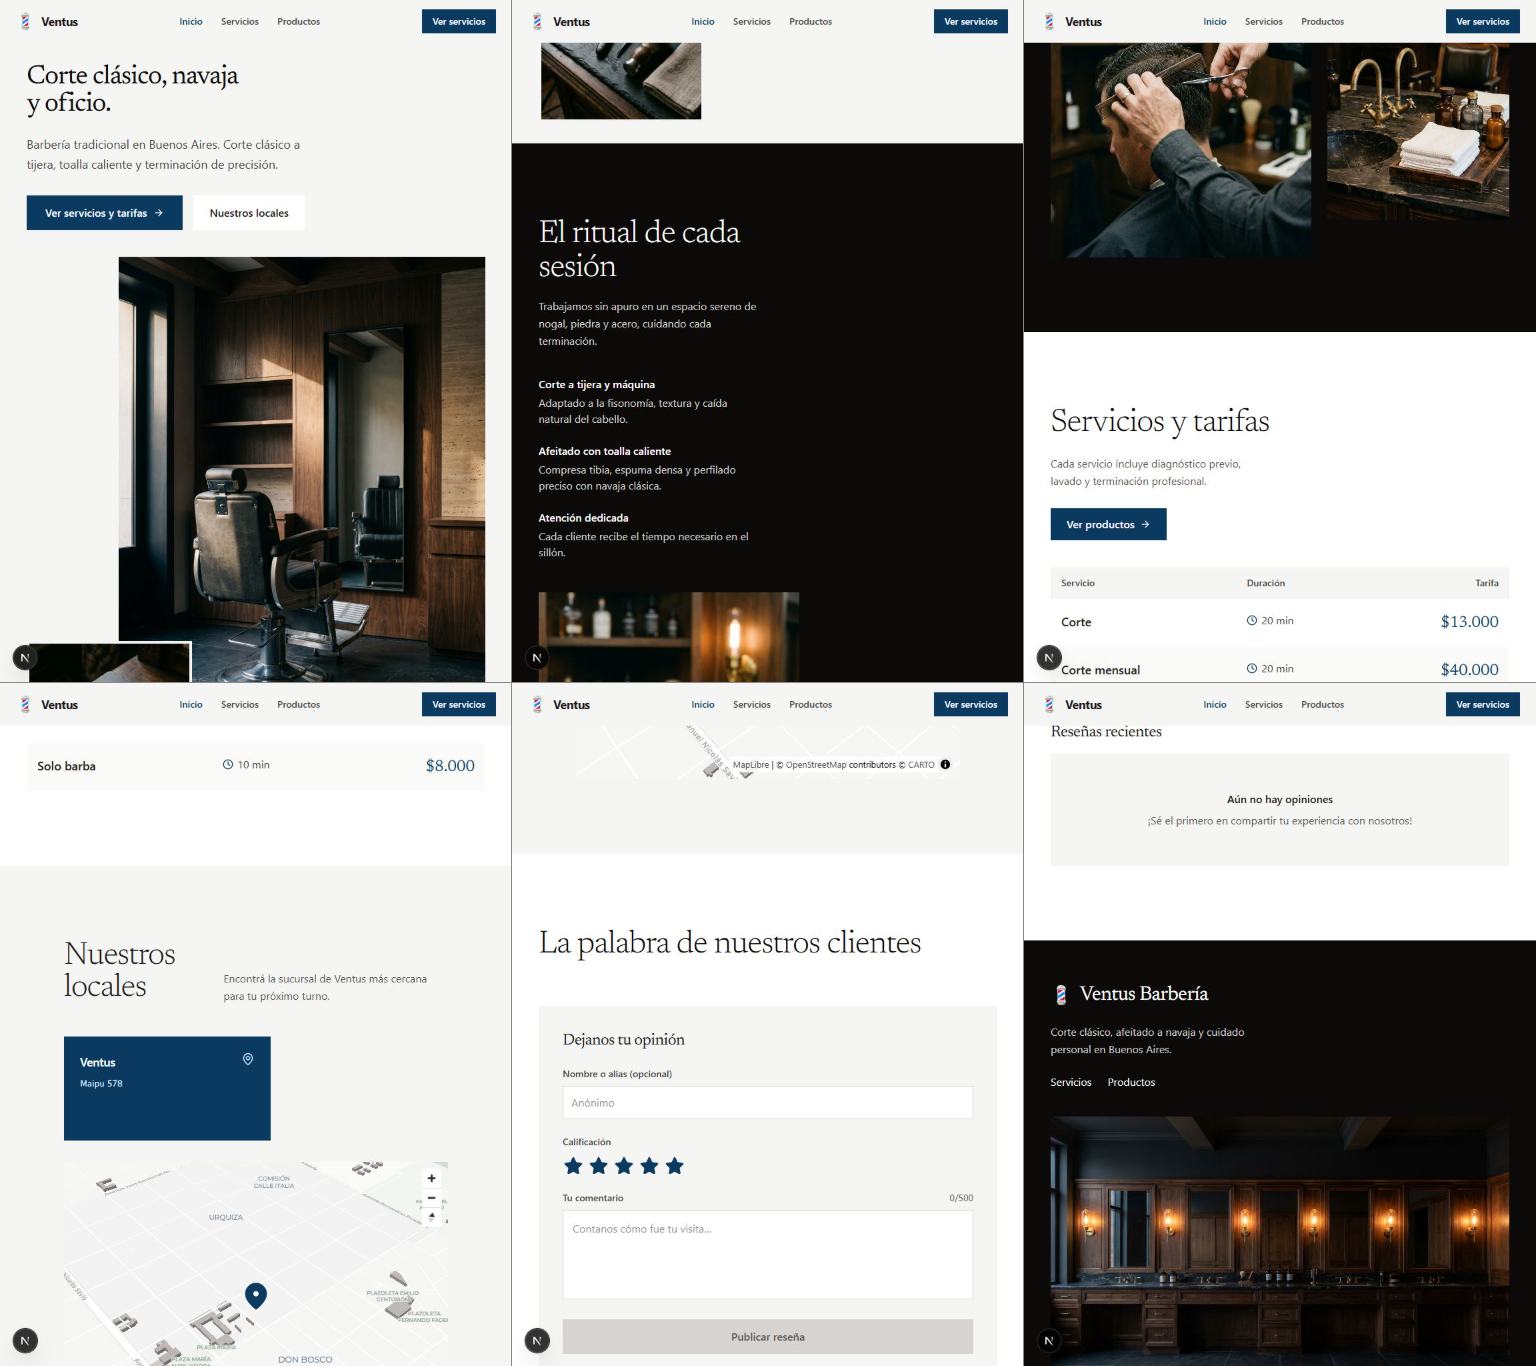 Ventus
Inicio Servicios Productos
Ver servicios
Corte clásico, navaja
y oficio.
Barbería tradicional en Buenos Aires. Corte clásico a
tijera, toalla caliente y terminación de precisión.
Ver servicios y tarifas →
Nuestros locales
N
Ventus
Inicio Servicios Productos
Ver servicios
El ritual de cada
sesión
Trabajamos sin apuro en un espacio sereno de
nogal, piedra y acero, cuidando cada
terminación.
Corte a tijera y máquina
Adaptado a la fisonomía, textura y caída
natural del cabello.
Afeitado con toalla caliente
Compresa tibia, espuma densa y perfilado
preciso con navaja clásica.
Atención dedicada
Cada cliente recibe el tiempo necesario en el
sillón.
N
Ventus
Inicio Servicios Productos
Ver servicios
Servicios y tarifas
Cada servicio incluye diagnóstico previo,
lavado y terminación profesional.
Ver productos →
Servicio Duración Tarifa
Corte 20 min $13.000
Corte mensual 20 min $40.000
N
Ventus
Inicio Servicios Productos
Ver servicios
Solo barba 10 min $8.000
Nuestros
locales
Encontrá la sucursal de Ventus más cercana
para tu próximo turno.
Ventus
Maipu 578
COMISIÓN
CALLE ITALIA
URQUIZA
PLAZOLETA EMILIO
CENTURIÓN
PLAZOLETA
FERNANDO FADER
PLAZA MARÍA
DON BOSCO
N
Ventus
Inicio Servicios Productos
Ver servicios
MapLibre | © OpenStreetMap contributors © CARTO
La palabra de nuestros clientes
Dejanos tu opinión
Nombre o alias (opcional)
Anónimo
Calificación
Tu comentario 0/500
Contanos cómo fue tu visita...
Publicar reseña
N
Ventus
Inicio Servicios Productos
Ver servicios
Reseñas recientes
Aún no hay opiniones
¡Sé el primero en compartir tu experiencia con nosotros!
Ventus Barbería
Corte clásico, afeitado a navaja y cuidado
personal en Buenos Aires.
Servicios Productos
N